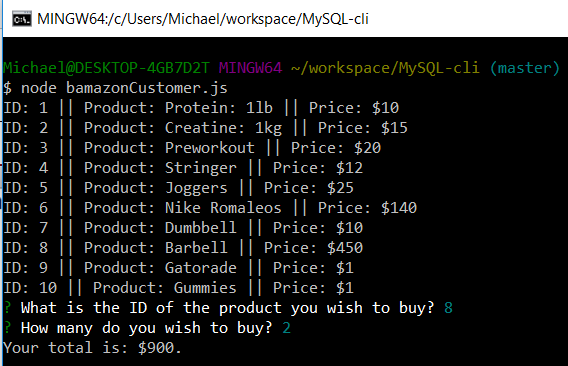 MINGW64:/c/Users/Michael/workspace/MySQL-cli
Michael@DESKTOP-4GB7D2T MINGW64 ~/workspace/MySQL-cli (master)
$ node bamazonCustomer.js
ID: 1 || Product: Protein: 1lb || Price: $10
ID: 2 || Product: Creatine: 1kg || Price: $15
ID: 3 || Product: Preworkout || Price: $20
ID: 4 || Product: Stringer || Price: $12
ID: 5 || Product: Joggers || Price: $25
ID: 6 || Product: Nike Romaleos || Price: $140
ID: 7 || Product: Dumbbell || Price: $10
ID: 8 || Product: Barbell || Price: $450
ID: 9 || Product: Gatorade || Price: $1
ID: 10 || Product: Gummies || Price: $1
? What is the ID of the product you wish to buy? 8
? How many do you wish to buy? 2
Your total is: $900.